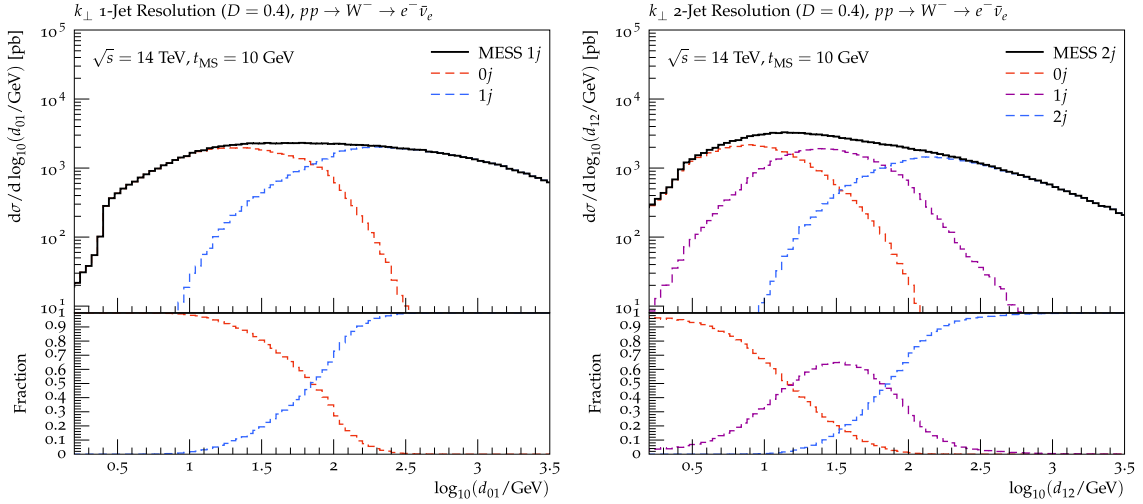 k⊥ 1-Jet Resolution (D = 0.4), pp → W⁻ → e⁻ν̄ₑ
dσ/d log₁₀(d₀₁/GeV) [pb]
10⁵
10⁴
10³
10²
10¹
√s = 14 TeV, t_MS = 10 GeV
MESS 1j
0j
1j
Fraction
1
0.9
0.8
0.7
0.6
0.5
0.4
0.3
0.2
0.1
0
0.5 1 1.5 2 2.5 3 3.5
log₁₀(d₀₁/GeV)
k⊥ 2-Jet Resolution (D = 0.4), pp → W⁻ → e⁻ν̄ₑ
dσ/d log₁₀(d₁₂/GeV) [pb]
10⁵
10⁴
10³
10²
10¹
√s = 14 TeV, t_MS = 10 GeV
MESS 2j
0j
1j
2j
Fraction
1
0.9
0.8
0.7
0.6
0.5
0.4
0.3
0.2
0.1
0
0.5 1 1.5 2 2.5 3 3.5
log₁₀(d₁₂/GeV)